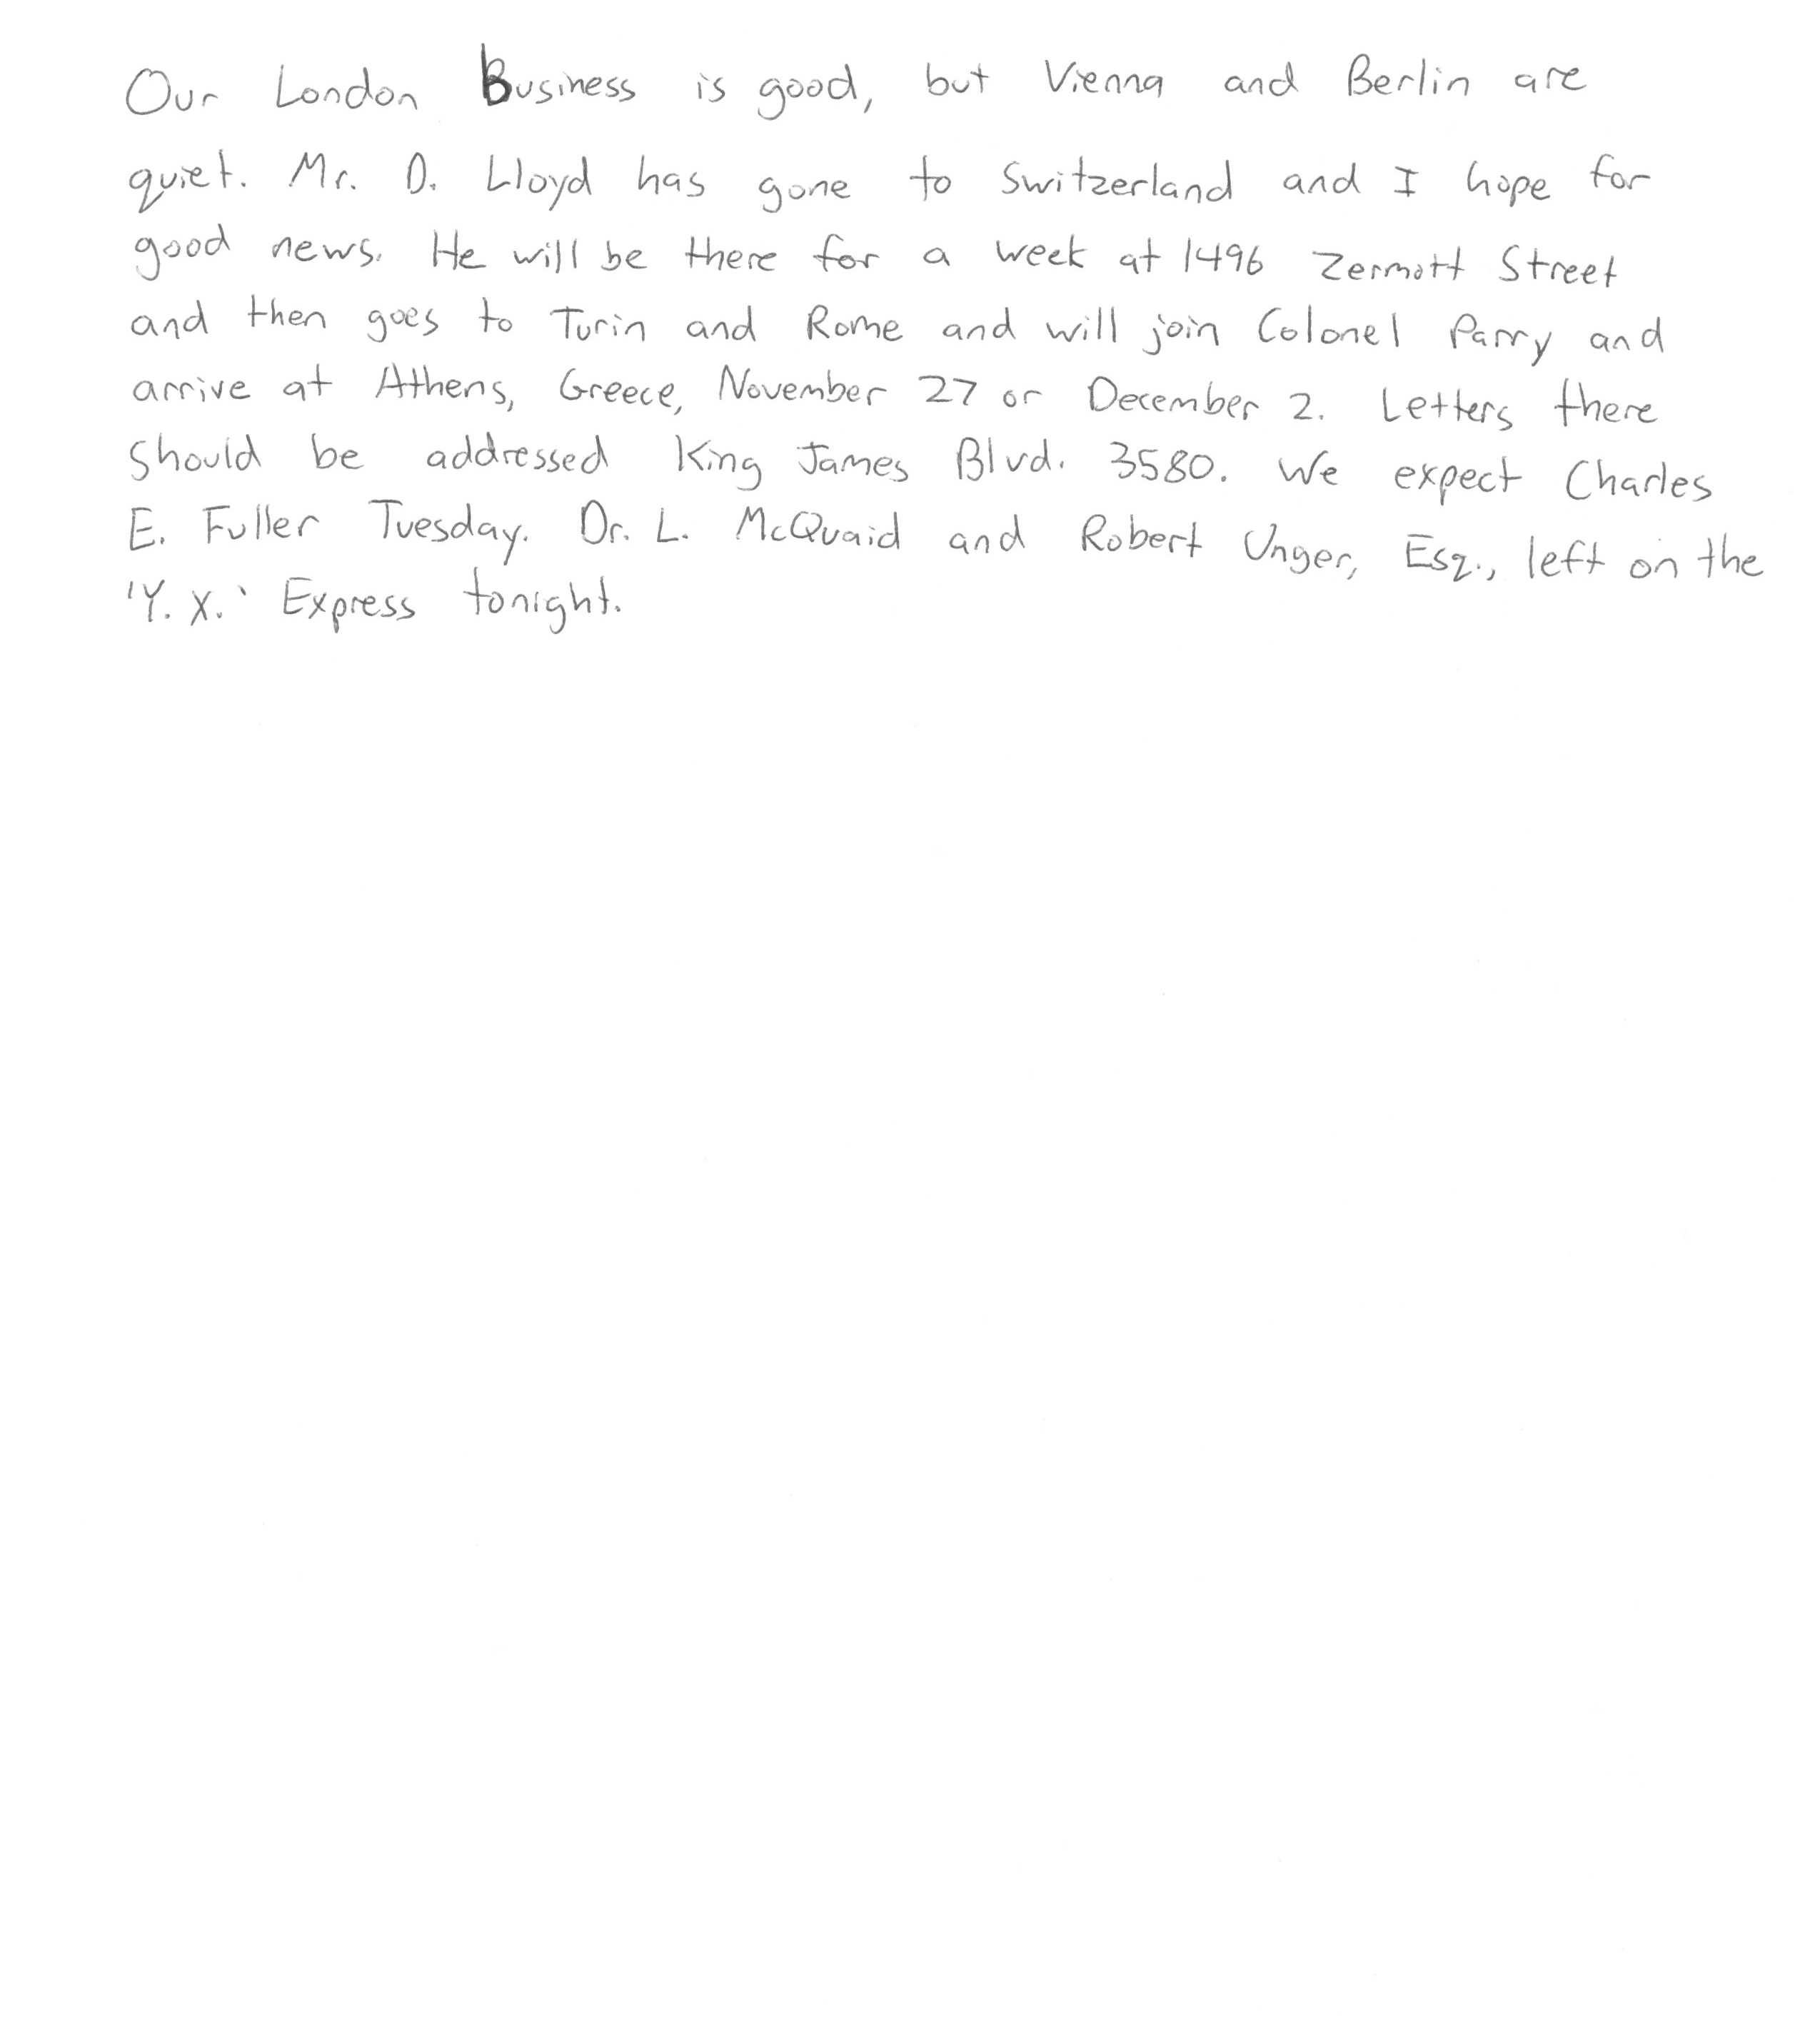 Our London Business is good, but Vienna and Berlin are
quiet. Mr. D. Lloyd has gone to Switzerland and I hope for
good news. He will be there for a week at 1496 Zermott Street
and then goes to Turin and Rome and will join Colonel Parry and
arrive at Athens, Greece, November 27 or December 2. Letters there
should be addressed King James Blvd. 3580. We expect Charles
E. Fuller Tuesday. Dr. L. McQuaid and Robert Unger, Esq., left on the
'Y. X.' Express tonight.